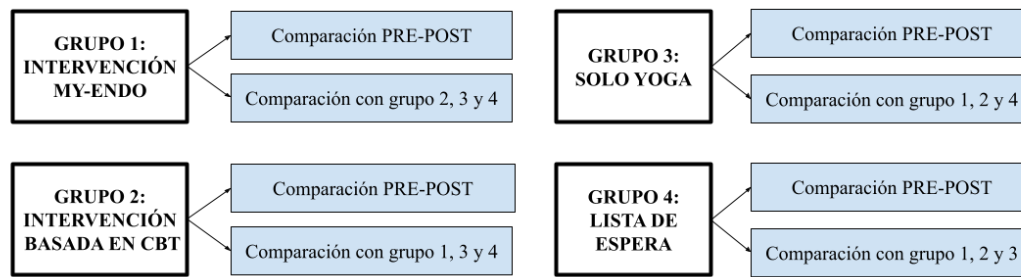 GRUPO 1:
INTERVENCIÓN
MY-ENDO
Comparación PRE-POST
Comparación con grupo 2, 3 y 4
GRUPO 3:
SOLO YOGA
Comparación PRE-POST
Comparación con grupo 1, 2 y 4
GRUPO 2:
INTERVENCIÓN
BASADA EN CBT
Comparación PRE-POST
Comparación con grupo 1, 3 y 4
GRUPO 4:
LISTA DE
ESPERA
Comparación PRE-POST
Comparación con grupo 1, 2 y 3